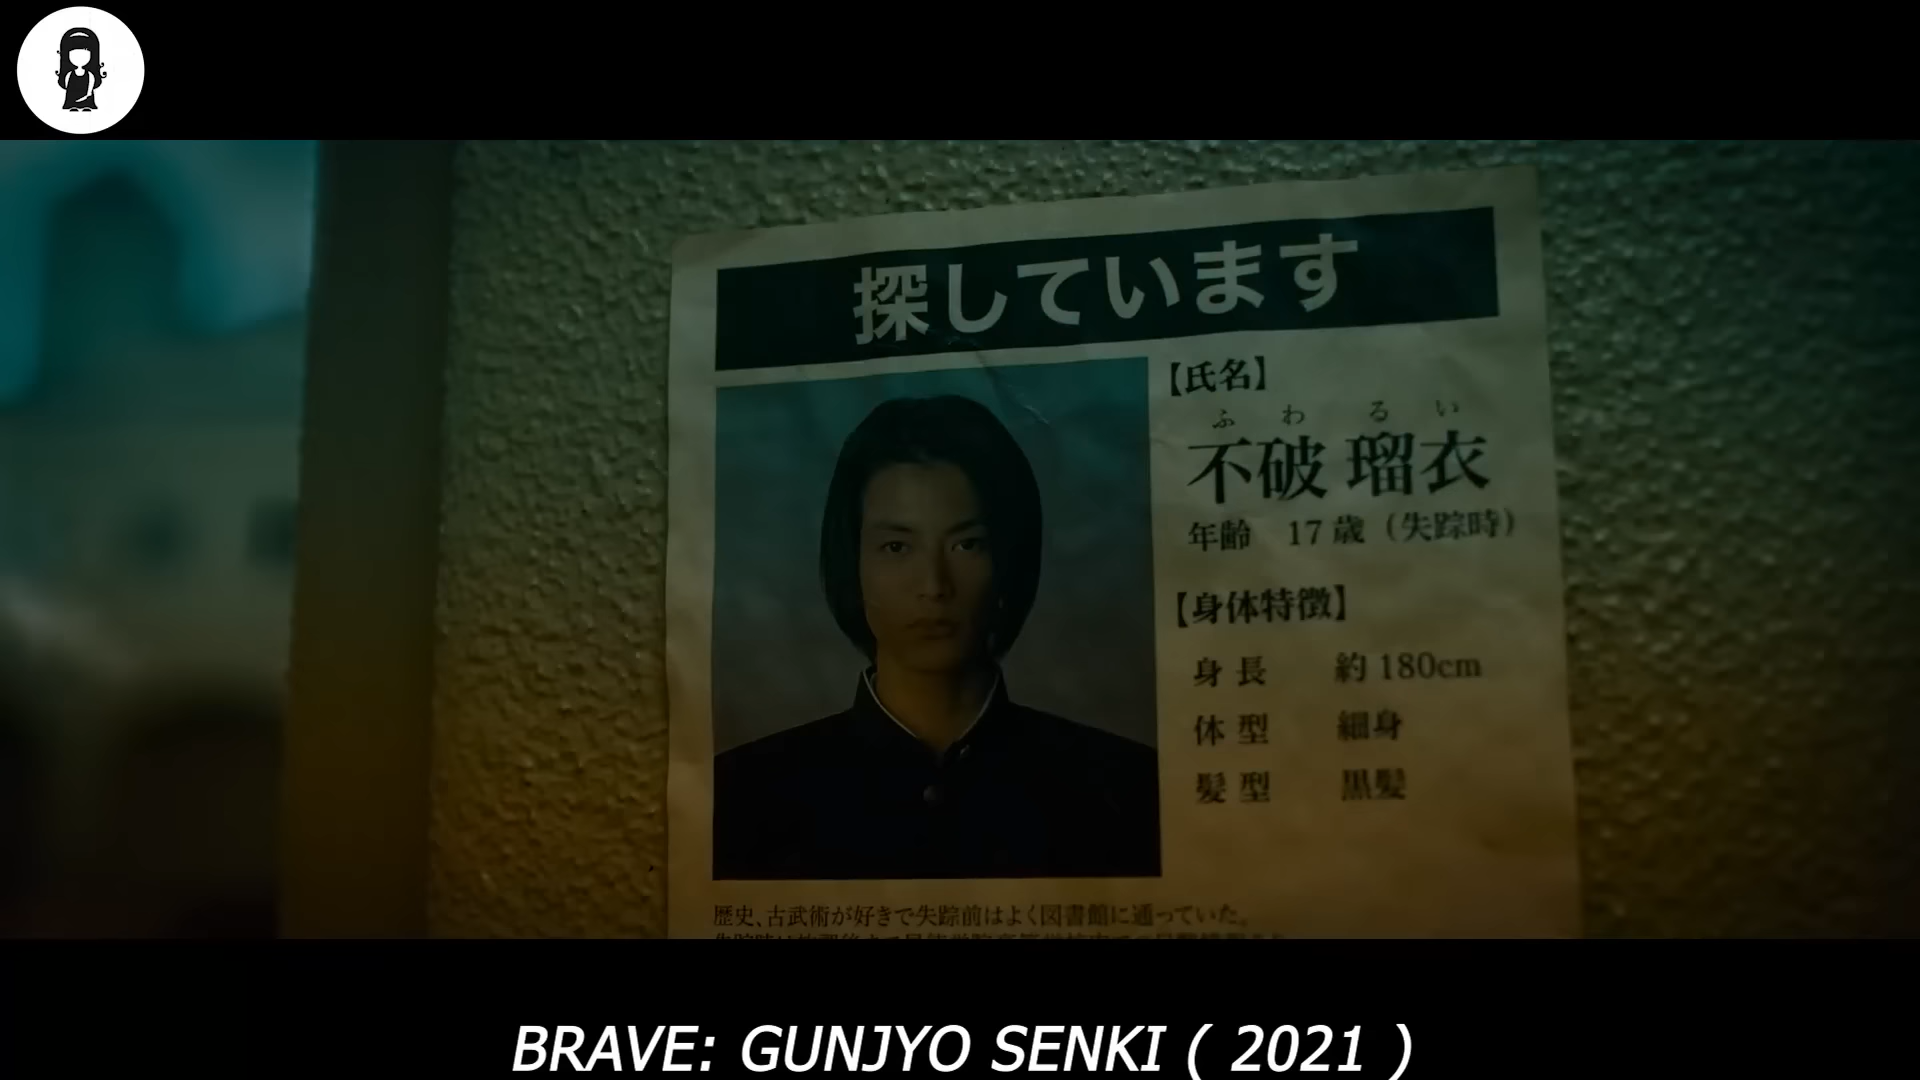 探しています
【氏名】
ふわ るい
不破 瑠衣
年齢 17歳（失踪時）
【身体特徴】
身長 約180cm
体型 細身
髪型 黒髪
歴史、古武術が好きで失踪前はよく図書館に通っていた。
BRAVE: GUNJYO SENKI ( 2021 )